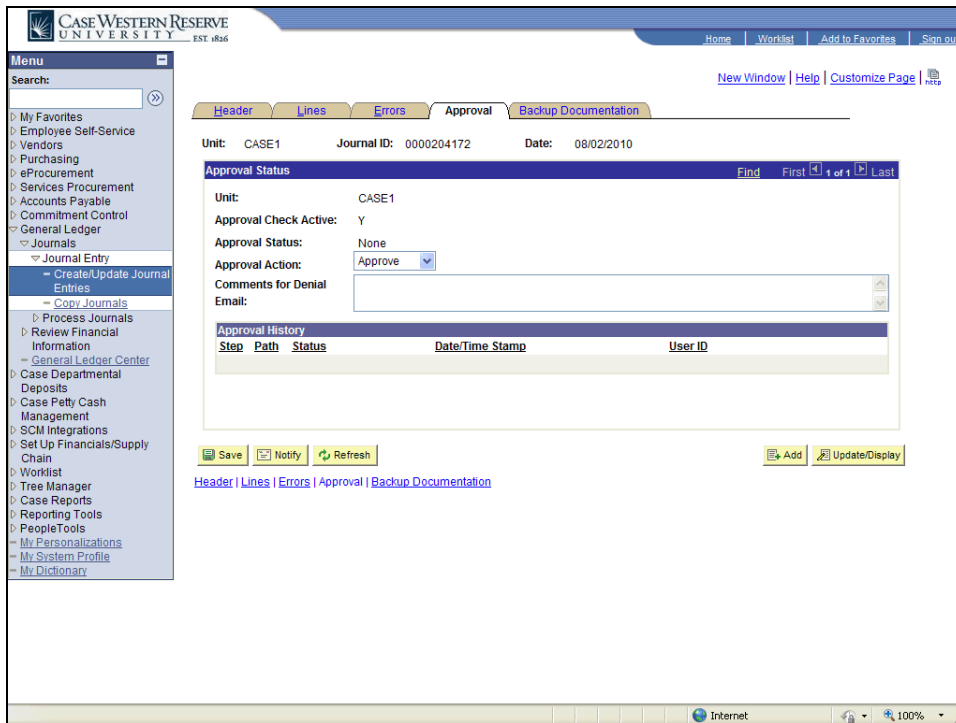 CASE WESTERN RESERVE
UNIVERSITY EST. 1826
Home Worklist Add to Favorites Sign ou
Menu
Search:
My Favorites
Employee Self-Service
Vendors
Purchasing
eProcurement
Services Procurement
Accounts Payable
Commitment Control
General Ledger
Journals
Journal Entry
Create/Update Journal
Entries
Copy Journals
Process Journals
Review Financial
Information
General Ledger Center
Case Departmental
Deposits
Case Petty Cash
Management
SCM Integrations
Set Up Financials/Supply
Chain
Worklist
Tree Manager
Case Reports
Reporting Tools
PeopleTools
My Personalizations
My System Profile
My Dictionary
New Window | Help | Customize Page | http
Header Lines Errors Approval Backup Documentation
Unit: CASE1 Journal ID: 0000204172 Date: 08/02/2010
Approval Status Find First 1 of 1 Last
Unit: CASE1
Approval Check Active: Y
Approval Status: None
Approval Action: Approve
Comments for Denial
Email:
Approval History
Step Path Status Date/Time Stamp User ID
Save Notify Refresh Add Update/Display
Header | Lines | Errors | Approval | Backup Documentation
Internet 100%